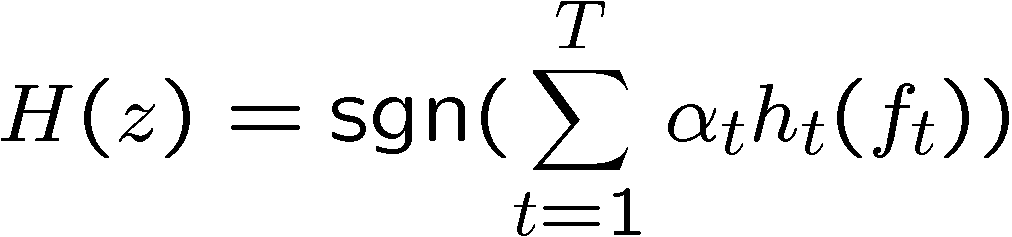 H(z) = sgn(∑_{t=1}^{T} α_t h_t(f_t))